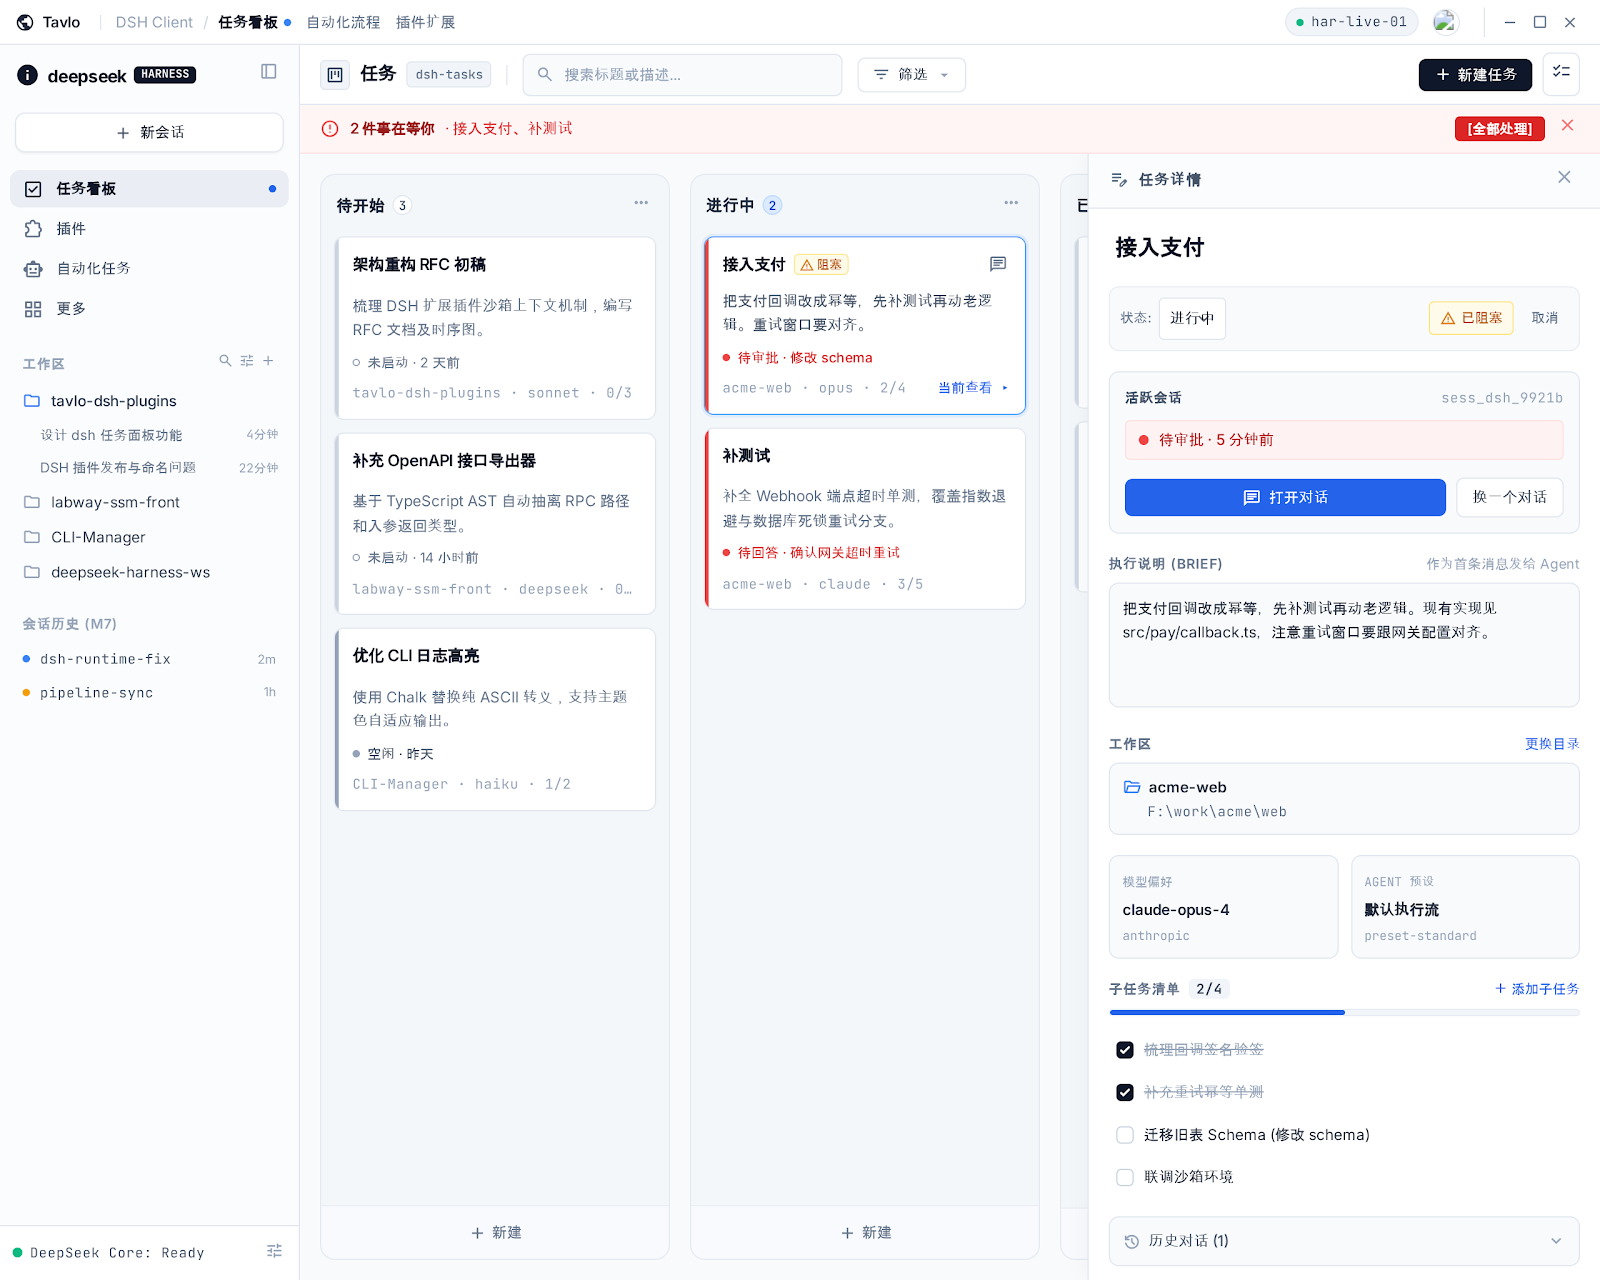 Tavlo
DSH Client / 任务看板
自动化流程
插件扩展
har-live-01
deepseek HARNESS
新会话
任务看板
插件
自动化任务
更多
工作区
tavlo-dsh-plugins
设计 dsh 任务面板功能 4分钟
DSH 插件发布与命名问题 22分钟
labway-ssm-front
CLI-Manager
deepseek-harness-ws
会话历史 (M7)
dsh-runtime-fix 2m
pipeline-sync 1h
DeepSeek Core: Ready
任务 dsh-tasks
搜索标题或描述...
筛选
新建任务
2 件事在等你 · 接入支付、补测试
[全部处理]
待开始 3
架构重构 RFC 初稿
梳理 DSH 扩展插件沙箱上下文机制，编写
RFC 文档及时序图。
未启动 · 2 天前
tavlo-dsh-plugins · sonnet · 0/3
补充 OpenAPI 接口导出器
基于 TypeScript AST 自动抽离 RPC 路径
和入参返回类型。
未启动 · 14 小时前
labway-ssm-front · deepseek · 0…
优化 CLI 日志高亮
使用 Chalk 替换纯 ASCII 转义，支持主题
色自适应输出。
空闲 · 昨天
CLI-Manager · haiku · 1/2
新建
进行中 2
接入支付 阻塞
把支付回调改成幂等，先补测试再动老逻
辑。重试窗口要对齐。
待审批 · 修改 schema
acme-web · opus · 2/4 当前查看
补测试
补全 Webhook 端点超时单测，覆盖指数退
避与数据库死锁重试分支。
待回答 · 确认网关超时重试
acme-web · claude · 3/5
新建
任务详情
接入支付
状态: 进行中 已阻塞 取消
活跃会话 sess_dsh_9921b
待审批 · 5 分钟前
打开对话 换一个对话
执行说明 (BRIEF) 作为首条消息发给 Agent
把支付回调改成幂等，先补测试再动老逻辑。现有实现见
src/pay/callback.ts，注意重试窗口要跟网关配置对齐。
工作区 更换目录
acme-web
F:\work\acme\web
模型偏好
claude-opus-4
anthropic
AGENT 预设
默认执行流
preset-standard
子任务清单 2/4 添加子任务
梳理回调签名验签
补充重试幂等单测
迁移旧表 Schema (修改 schema)
联调沙箱环境
历史对话 (1)